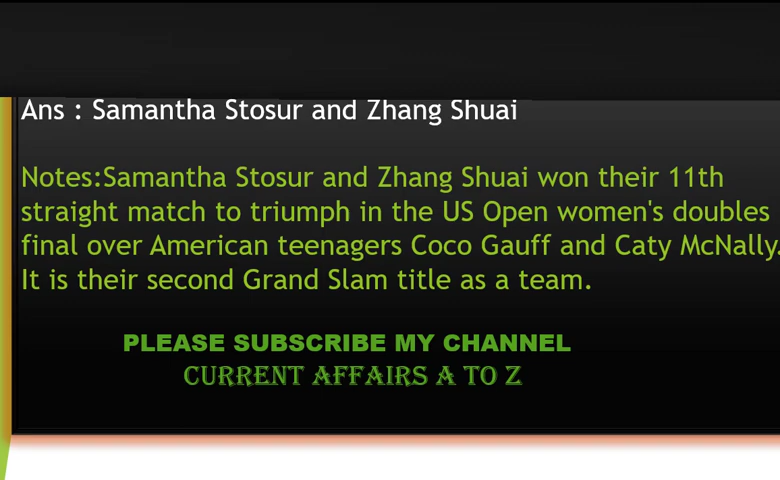 Ans : Samantha Stosur and Zhang Shuai
Notes:Samantha Stosur and Zhang Shuai won their 11th
straight match to triumph in the US Open women's doubles
final over American teenagers Coco Gauff and Caty McNally.
It is their second Grand Slam title as a team.
PLEASE SUBSCRIBE MY CHANNEL
CURRENT AFFAIRS A TO Z